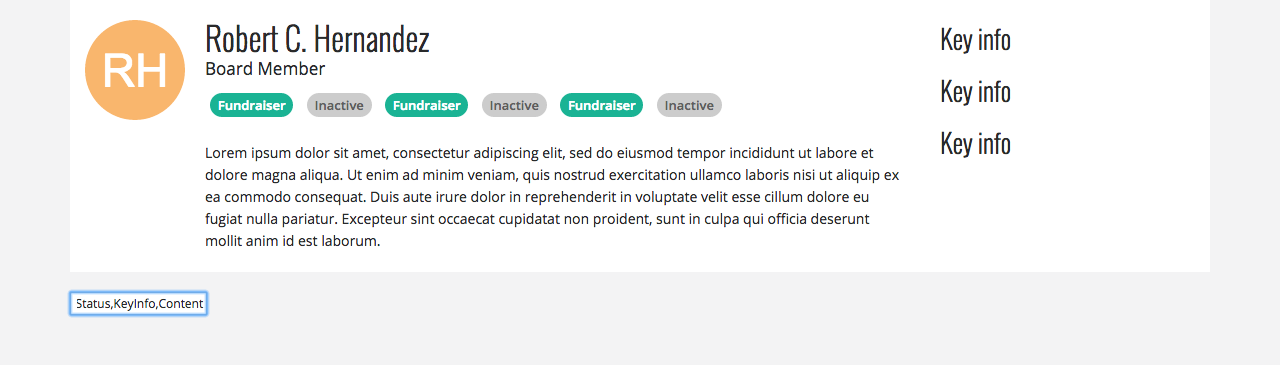 RH
Robert C. Hernandez
Board Member
Fundraiser Inactive Fundraiser Inactive Fundraiser Inactive
Lorem ipsum dolor sit amet, consectetur adipiscing elit, sed do eiusmod tempor incididunt ut labore et
dolore magna aliqua. Ut enim ad minim veniam, quis nostrud exercitation ullamco laboris nisi ut aliquip ex
ea commodo consequat. Duis aute irure dolor in reprehenderit in voluptate velit esse cillum dolore eu
fugiat nulla pariatur. Excepteur sint occaecat cupidatat non proident, sunt in culpa qui officia deserunt
mollit anim id est laborum.
Key info
Key info
Key info
Status,KeyInfo,Content